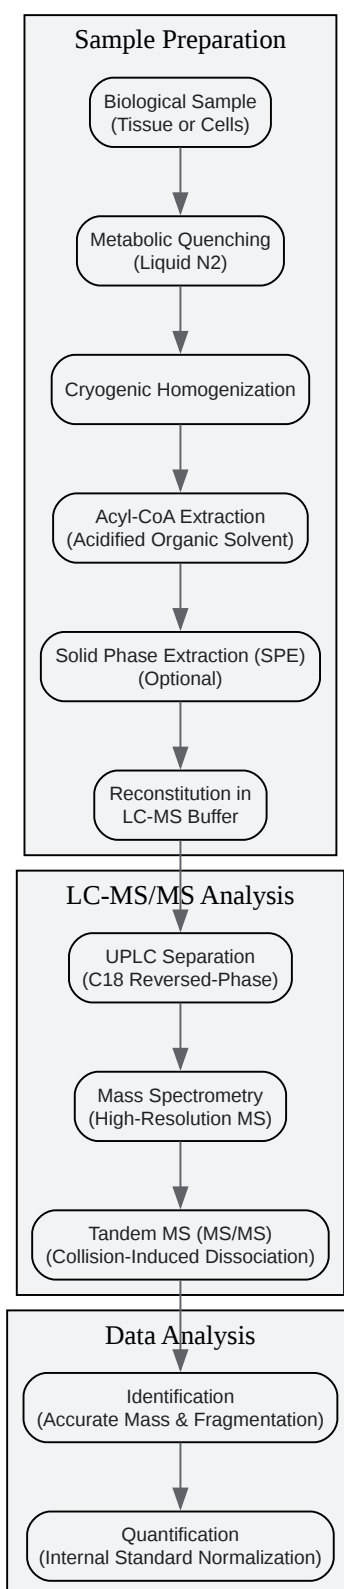 Sample Preparation
Biological Sample
(Tissue or Cells)
Metabolic Quenching
(Liquid N2)
Cryogenic Homogenization
Acyl-CoA Extraction
(Acidified Organic Solvent)
Solid Phase Extraction (SPE)
(Optional)
Reconstitution in
LC-MS Buffer
LC-MS/MS Analysis
UPLC Separation
(C18 Reversed-Phase)
Mass Spectrometry
(High-Resolution MS)
Tandem MS (MS/MS)
(Collision-Induced Dissociation)
Data Analysis
Identification
(Accurate Mass & Fragmentation)
Quantification
(Internal Standard Normalization)